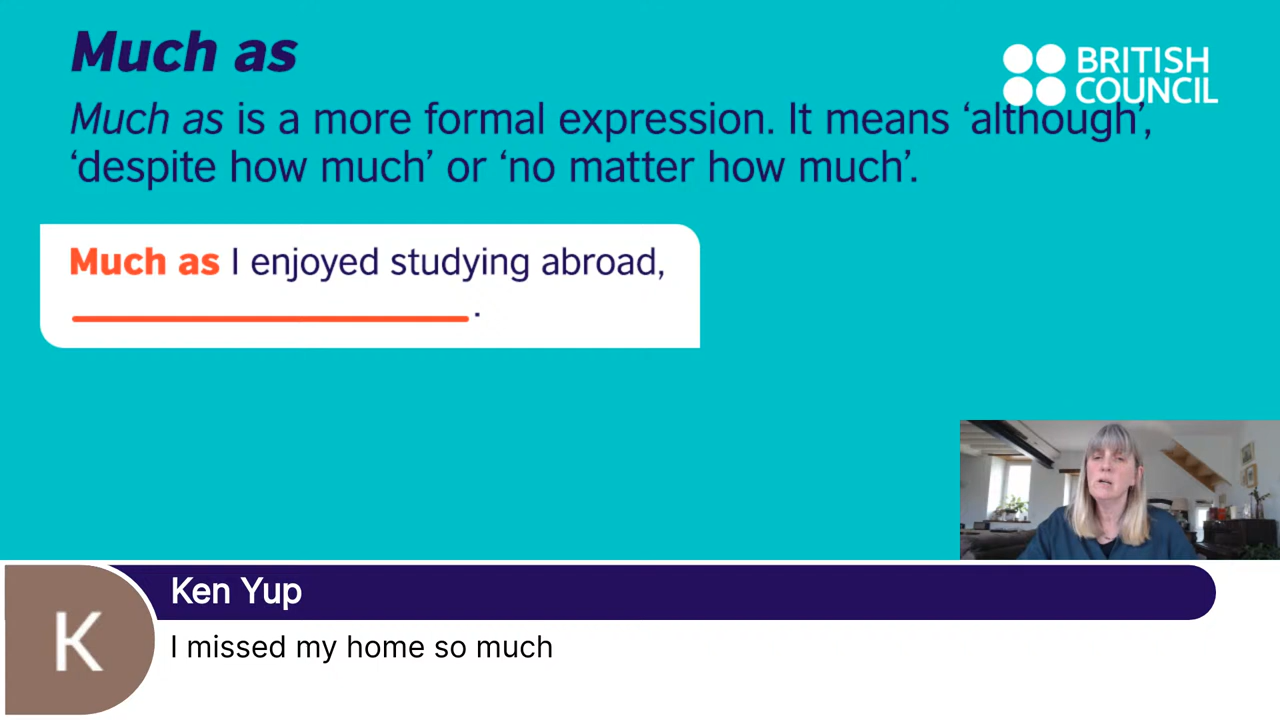 Much as
BRITISH
COUNCIL
Much as is a more formal expression. It means ‘although’,
‘despite how much’ or ‘no matter how much’.
Much as I enjoyed studying abroad,
.
Ken Yup
K
I missed my home so much